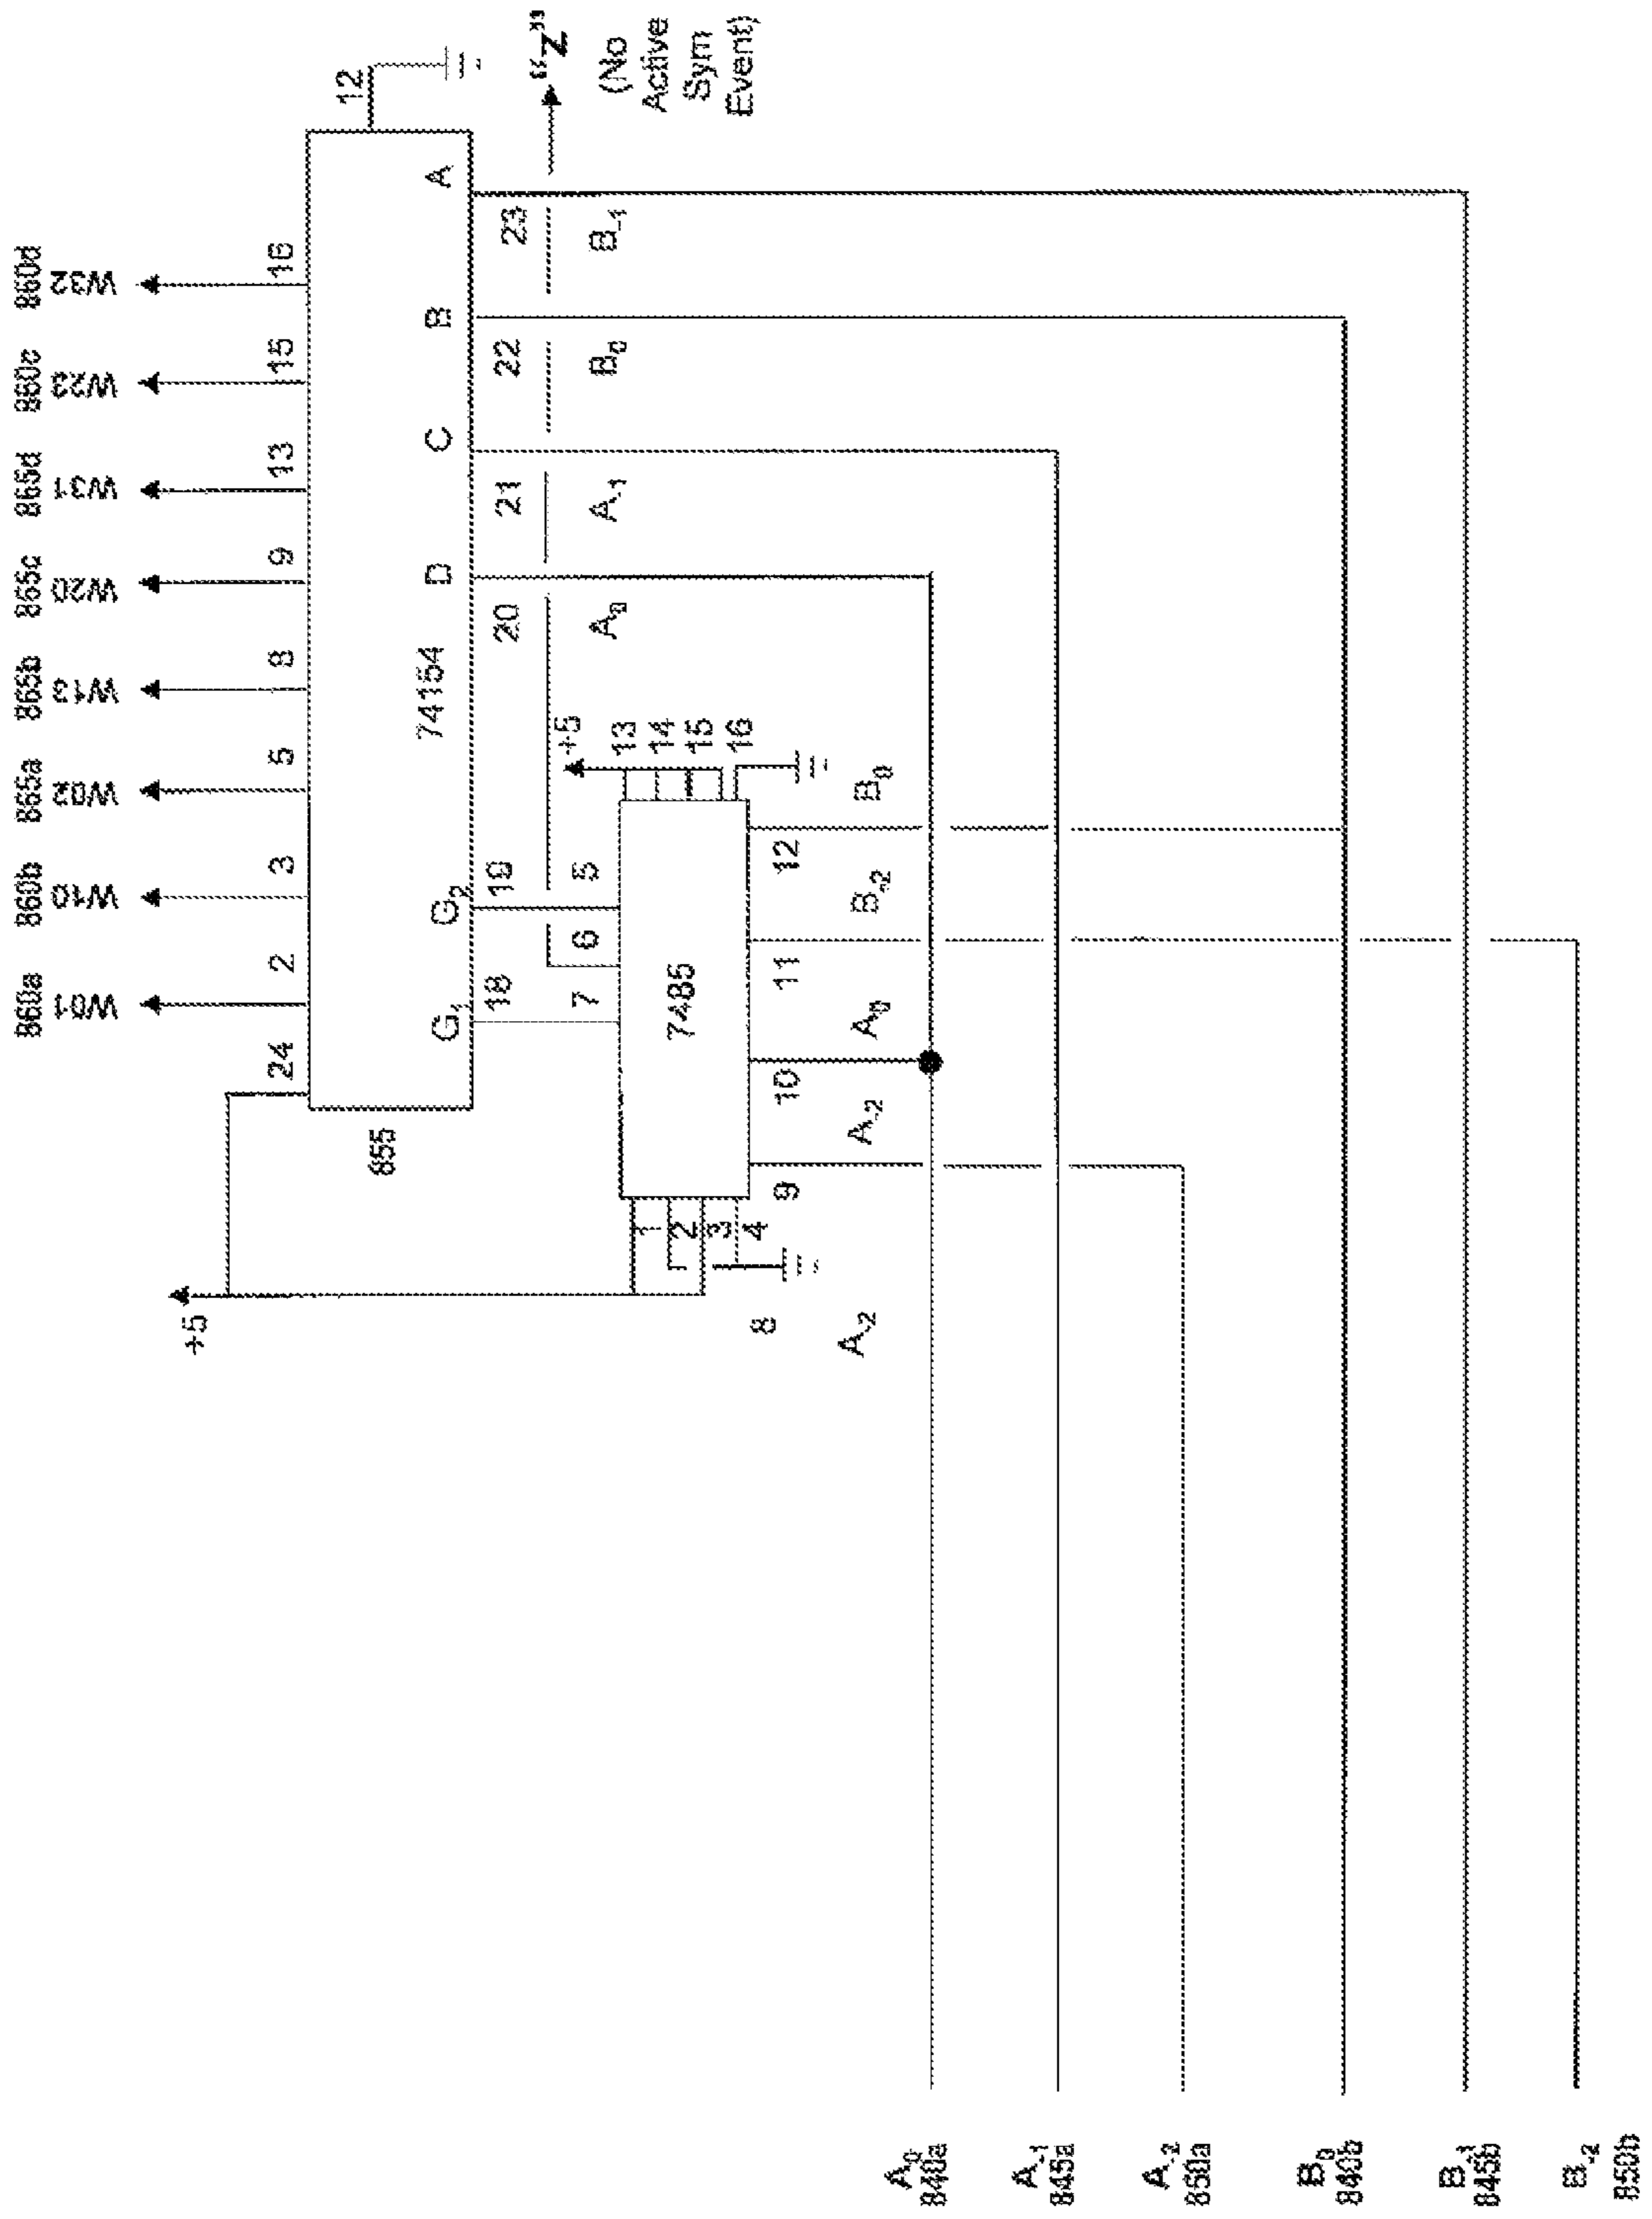 860a 860b 865a 865b 865c 865d 860c 860d
W01 W10 W02 W13 W20 W31 W23 W32
+5
24 2 3 5 8 9 13 15 16
12
855
74154
G1 G2 D C B A
18 19 20 21 22 23
"Z"
(No
Active
Sym
Event)
A0 A-1 B0 B-1
+5
7 6 5
1
2
3
4
7485
13
14
15
16
8 9 10 11 12
A-2 A-2 A0 B-2 B0
A0
840a
A-1
845a
A-2
850a
B0
840b
B-1
845b
B-2
850b